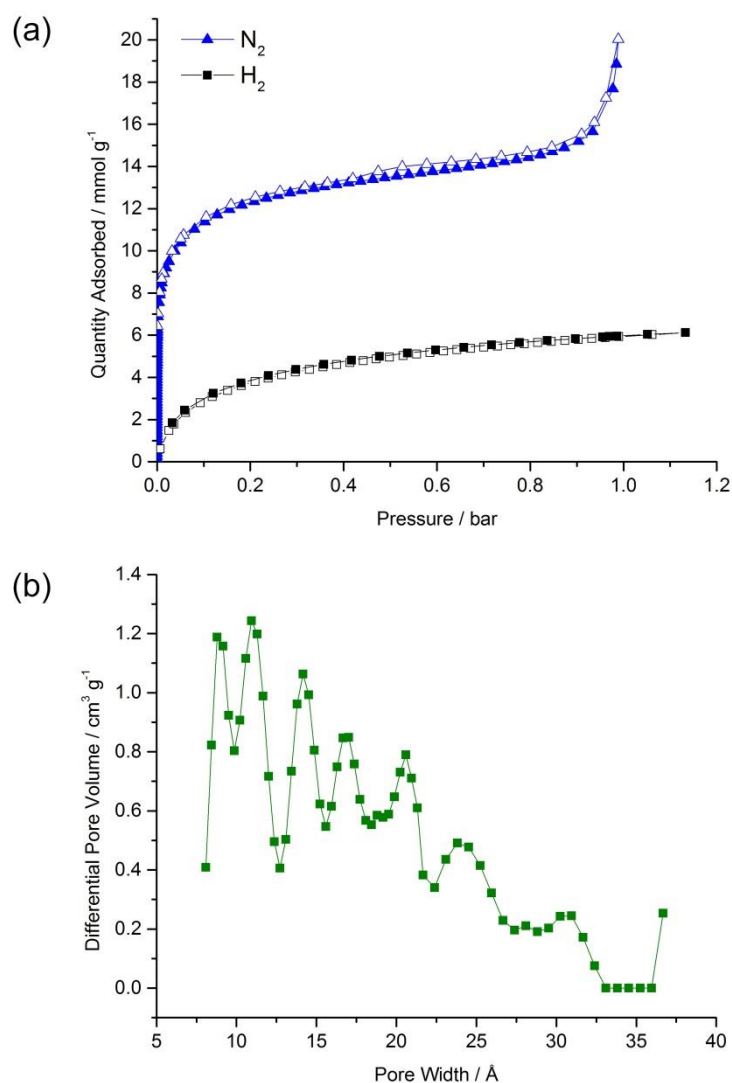 (a)
N₂
H₂
20
18
16
14
12
10
8
6
4
2
0
0.0 0.2 0.4 0.6 0.8 1.0 1.2
Quantity Adsorbed / mmol g⁻¹
Pressure / bar
(b)
1.4
1.2
1.0
0.8
0.6
0.4
0.2
0.0
5 10 15 20 25 30 35 40
Differential Pore Volume / cm³ g⁻¹
Pore Width / Å